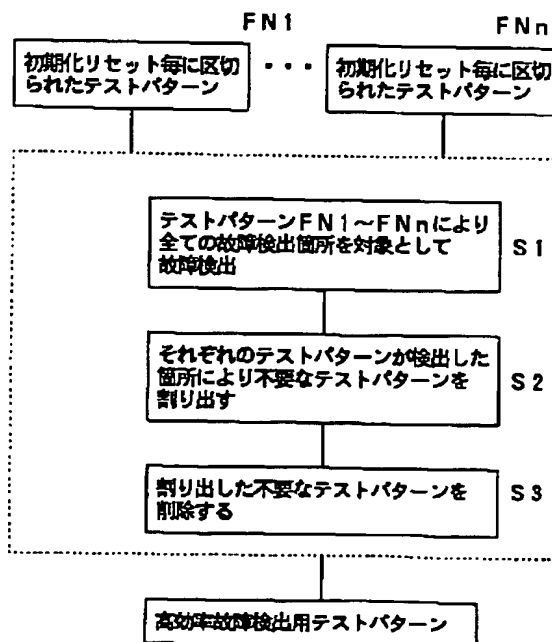 FN1
FNn
初期化リセット毎に区切
られたテストパターン
・・・
初期化リセット毎に区切
られたテストパターン
テストパターンFN1〜FNnにより
全ての故障検出箇所を対象として
故障検出
S1
それぞれのテストパターンが検出した
箇所により不要なテストパターンを
割り出す
S2
割り出した不要なテストパターンを
削除する
S3
高効率故障検出用テストパターン